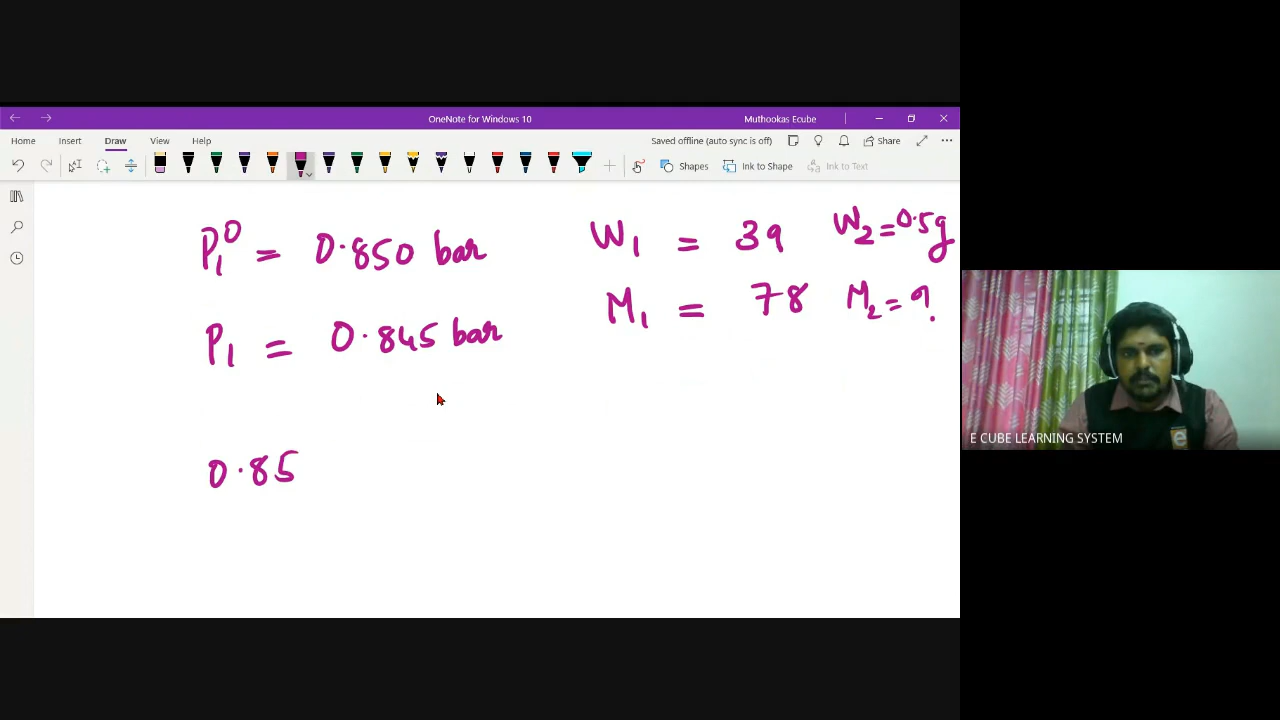 OneNote for Windows 10
Muthookas Ecube
Home Insert Draw View Help
Saved offline (auto sync is off)
Share
Shapes
Ink to Shape
Ink to Text
P₁⁰ = 0.850 bar
W₁ = 39
W₂=0.5g
P₁ = 0.845 bar
M₁ = 78
M₂=?
0.85
E CUBE LEARNING SYSTEM